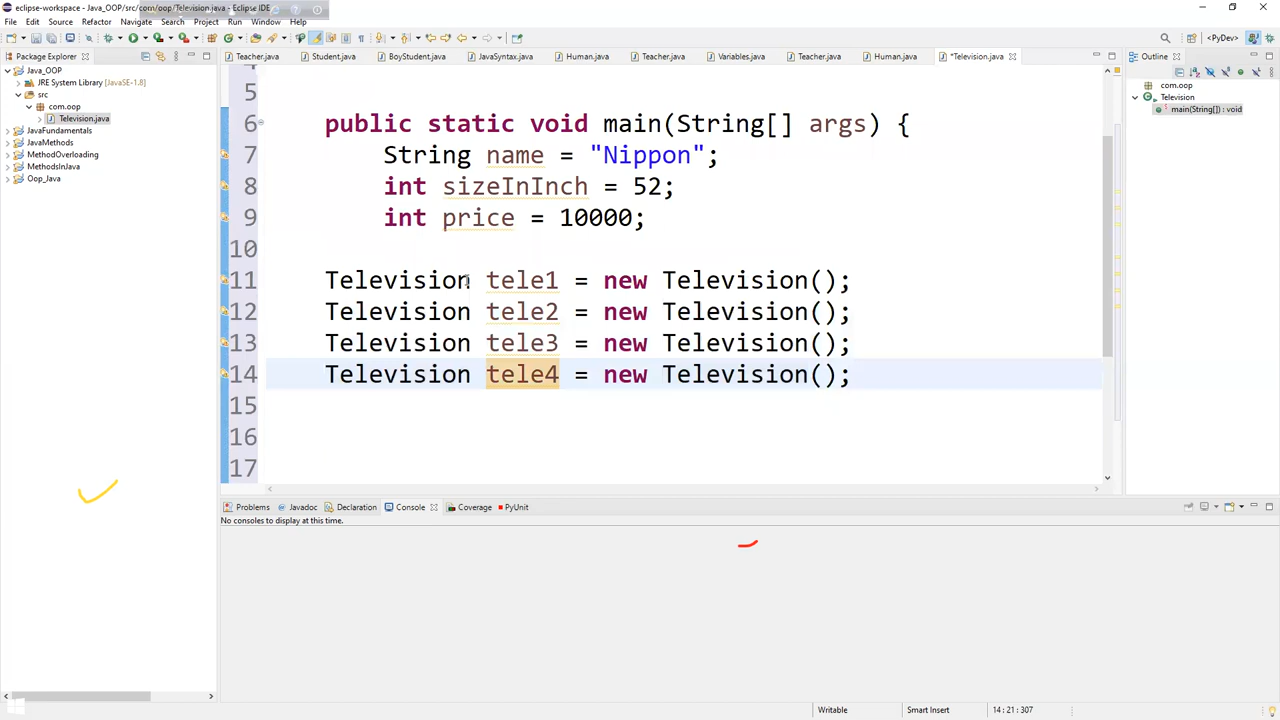 eclipse-workspace - Java_OOP/src/com/oop/Television.java - Eclipse IDE
File Edit Source Refactor Navigate Search Project Run Window Help
<PyDev>
Package Explorer
Teacher.java Student.java BoyStudent.java JavaSyntax.java Human.java Teacher.java Variables.java Teacher.java Human.java *Television.java
Outline
Java_OOP
JRE System Library [JavaSE-1.8]
src
com.oop
Television.java
JavaFundamentals
JavaMethods
MethodOverloading
MethodsInJava
Oop_Java
5
6 public static void main(String[] args) {
7 String name = "Nippon";
8 int sizeInInch = 52;
9 int price = 10000;
10
11 Television tele1 = new Television();
12 Television tele2 = new Television();
13 Television tele3 = new Television();
14 Television tele4 = new Television();
15
16
17
com.oop
Television
main(String[]) : void
Problems Javadoc Declaration Console Coverage PyUnit
No consoles to display at this time.
Writable Smart Insert 14 : 21 : 307